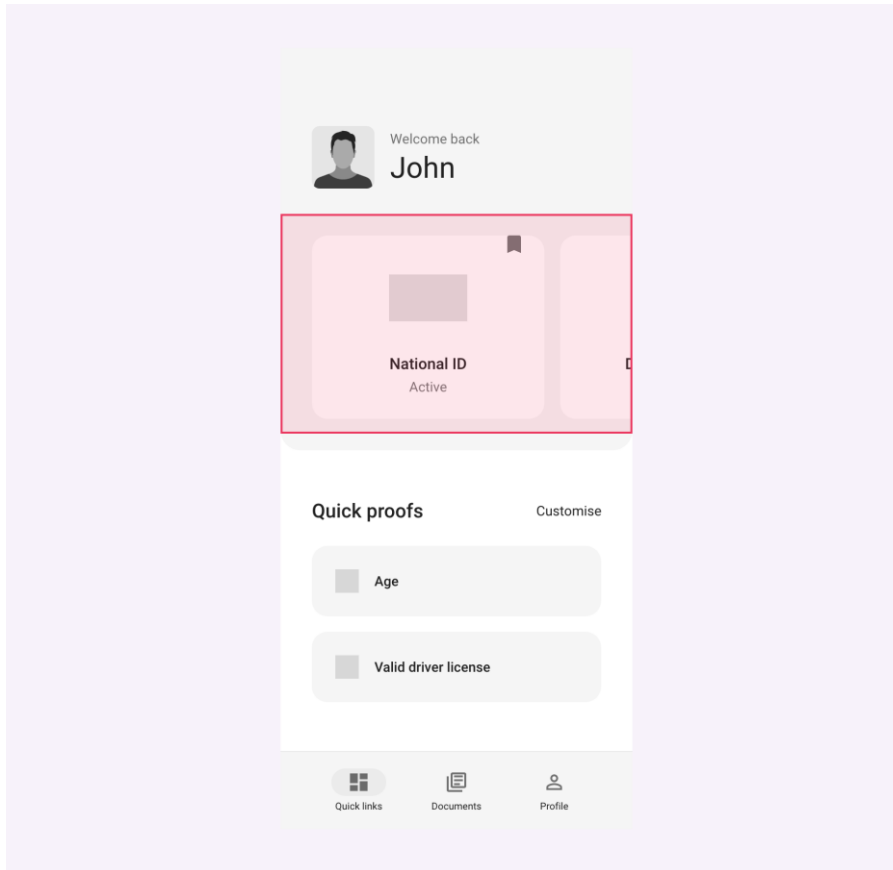 Welcome back
John
National ID
Active
Quick proofs
Customise
Age
Valid driver license
Quick links
Documents
Profile